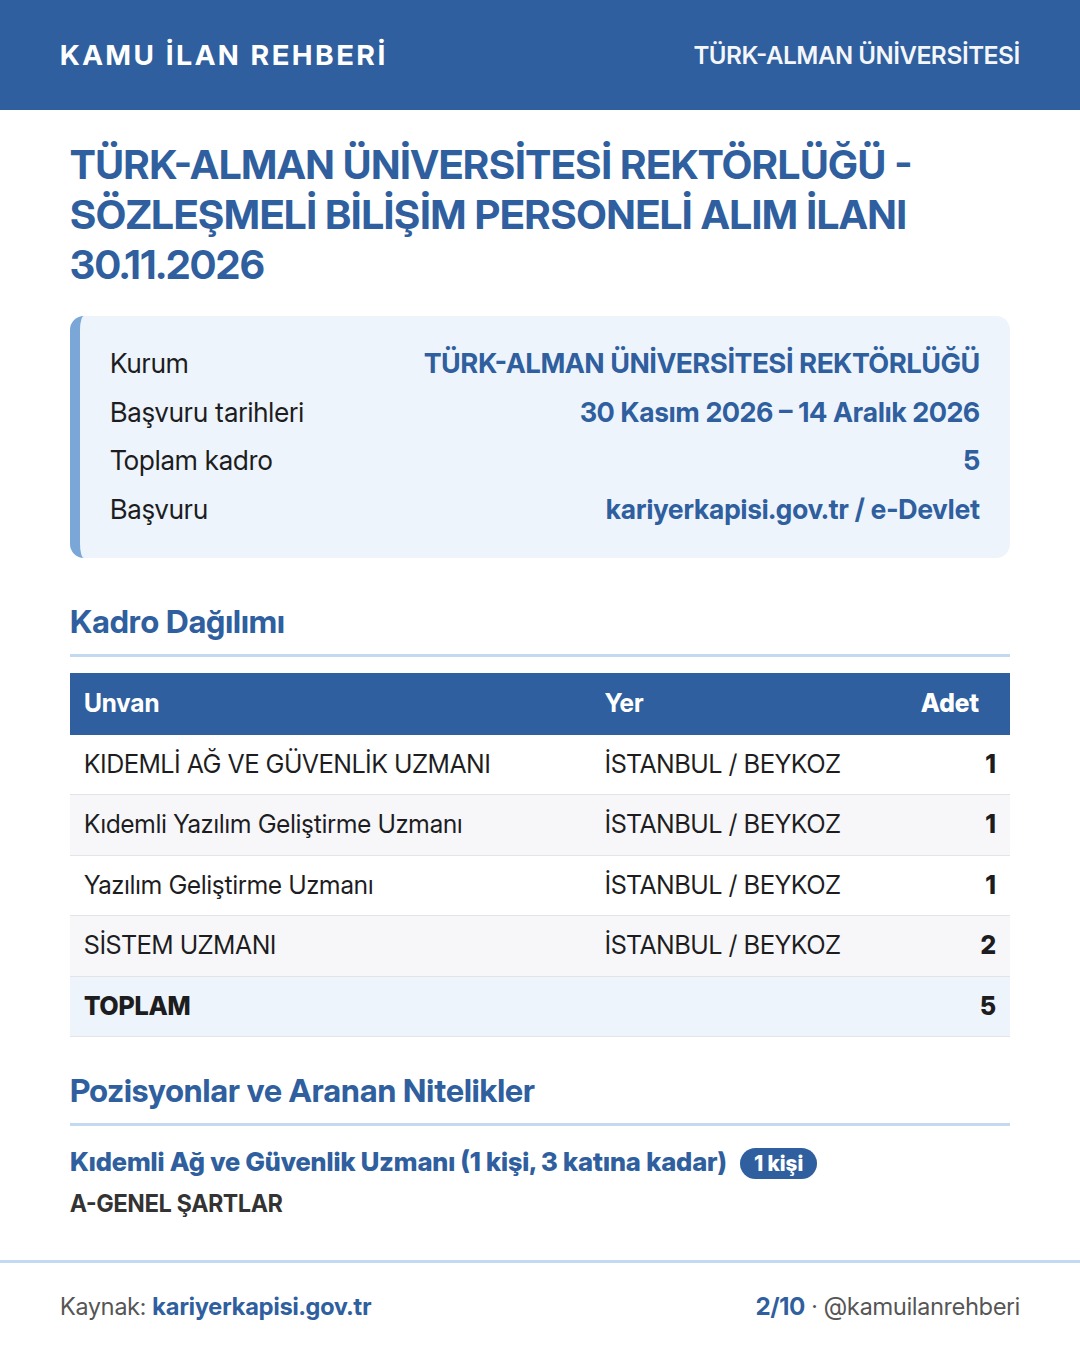 KAMU İLAN REHBERİ
TÜRK-ALMAN ÜNİVERSİTESİ
TÜRK-ALMAN ÜNİVERSİTESİ REKTÖRLÜĞÜ -
SÖZLEŞMELİ BİLİŞİM PERSONELİ ALIM İLANI
30.11.2026
Kurum TÜRK-ALMAN ÜNİVERSİTESİ REKTÖRLÜĞÜ
Başvuru tarihleri 30 Kasım 2026 – 14 Aralık 2026
Toplam kadro 5
Başvuru kariyerkapisi.gov.tr / e-Devlet
Kadro Dağılımı
Unvan Yer Adet
KIDEMLİ AĞ VE GÜVENLİK UZMANI İSTANBUL / BEYKOZ 1
Kıdemli Yazılım Geliştirme Uzmanı İSTANBUL / BEYKOZ 1
Yazılım Geliştirme Uzmanı İSTANBUL / BEYKOZ 1
SİSTEM UZMANI İSTANBUL / BEYKOZ 2
TOPLAM 5
Pozisyonlar ve Aranan Nitelikler
Kıdemli Ağ ve Güvenlik Uzmanı (1 kişi, 3 katına kadar) 1 kişi
A-GENEL ŞARTLAR
Kaynak: kariyerkapisi.gov.tr
2/10 · @kamuilanrehberi